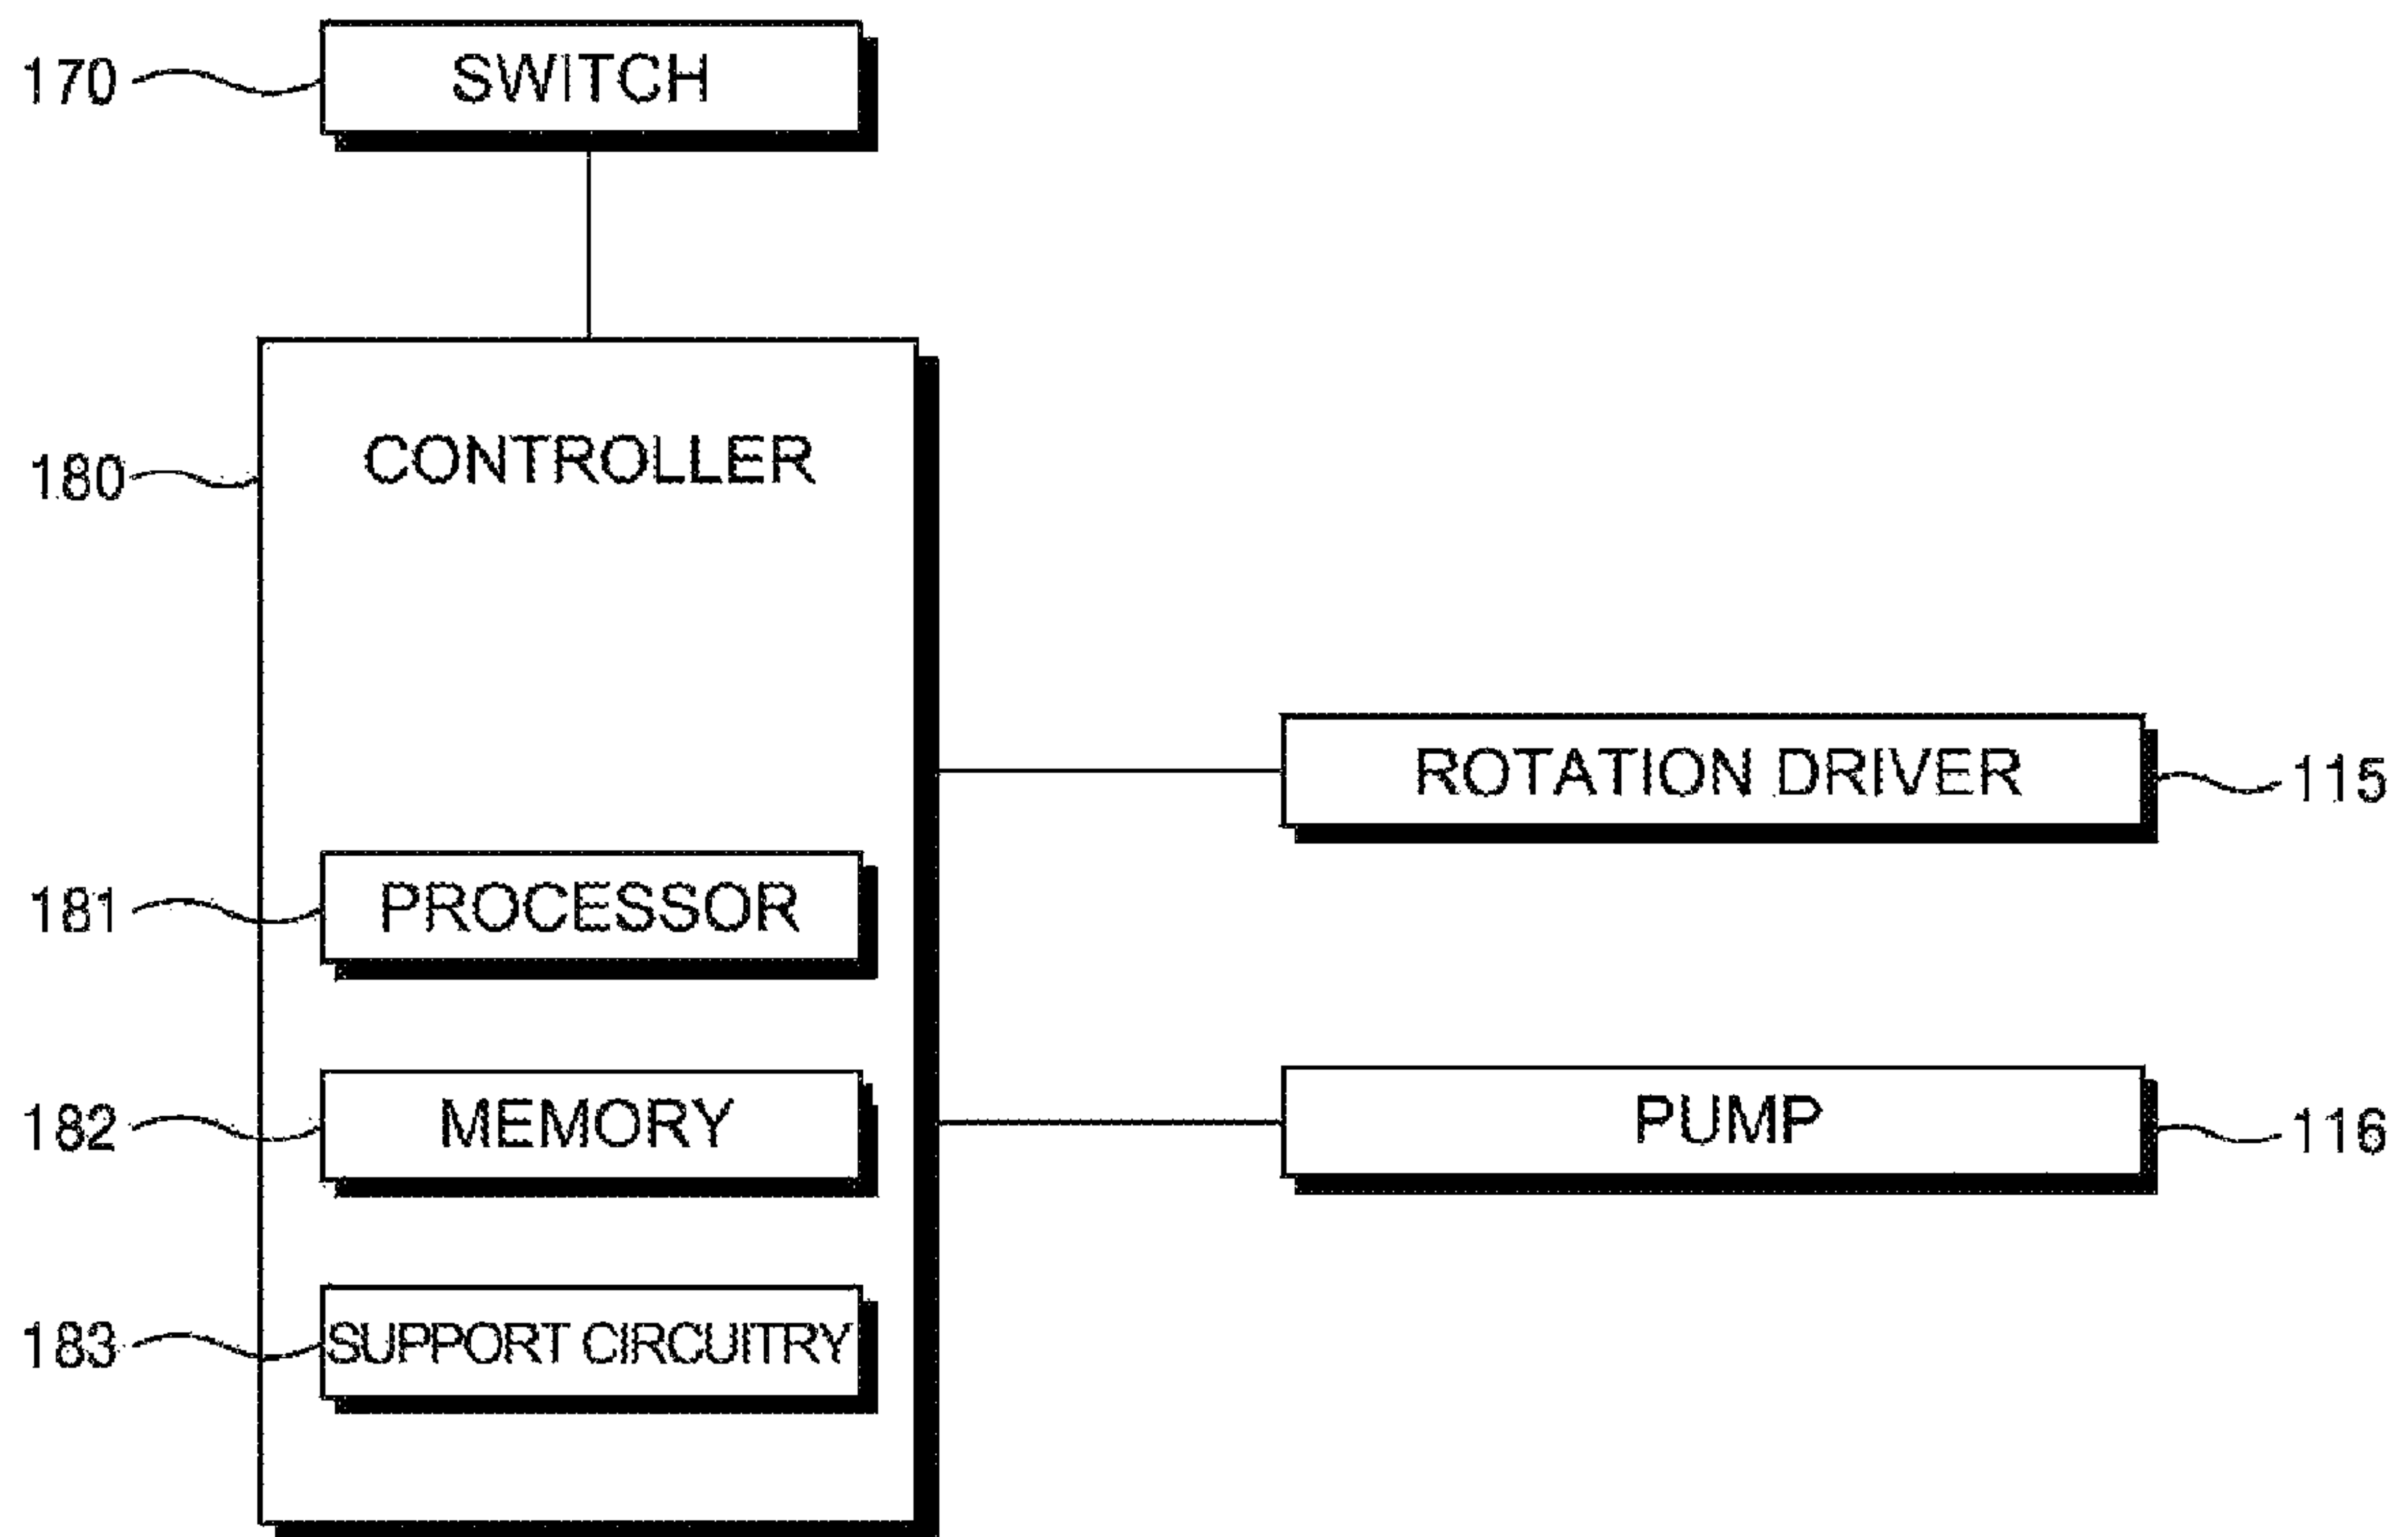 170 SWITCH
180 CONTROLLER
ROTATION DRIVER 115
181 PROCESSOR
182 MEMORY
PUMP 116
183 SUPPORT CIRCUITRY